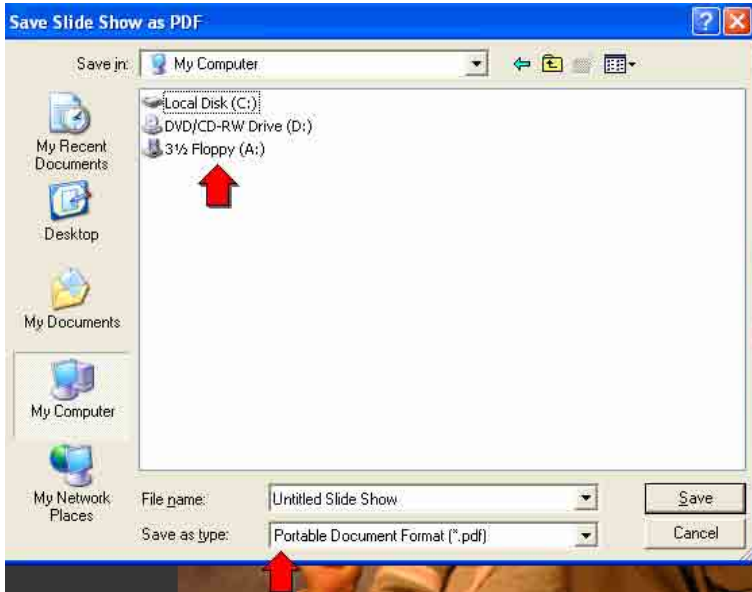 Save Slide Show as PDF
Save in:
My Computer
Local Disk (C:)
DVD/CD-RW Drive (D:)
3½ Floppy (A:)
My Recent
Documents
Desktop
My Documents
My Computer
My Network
Places
File name:
Untitled Slide Show
Save
Save as type:
Portable Document Format (*.pdf)
Cancel